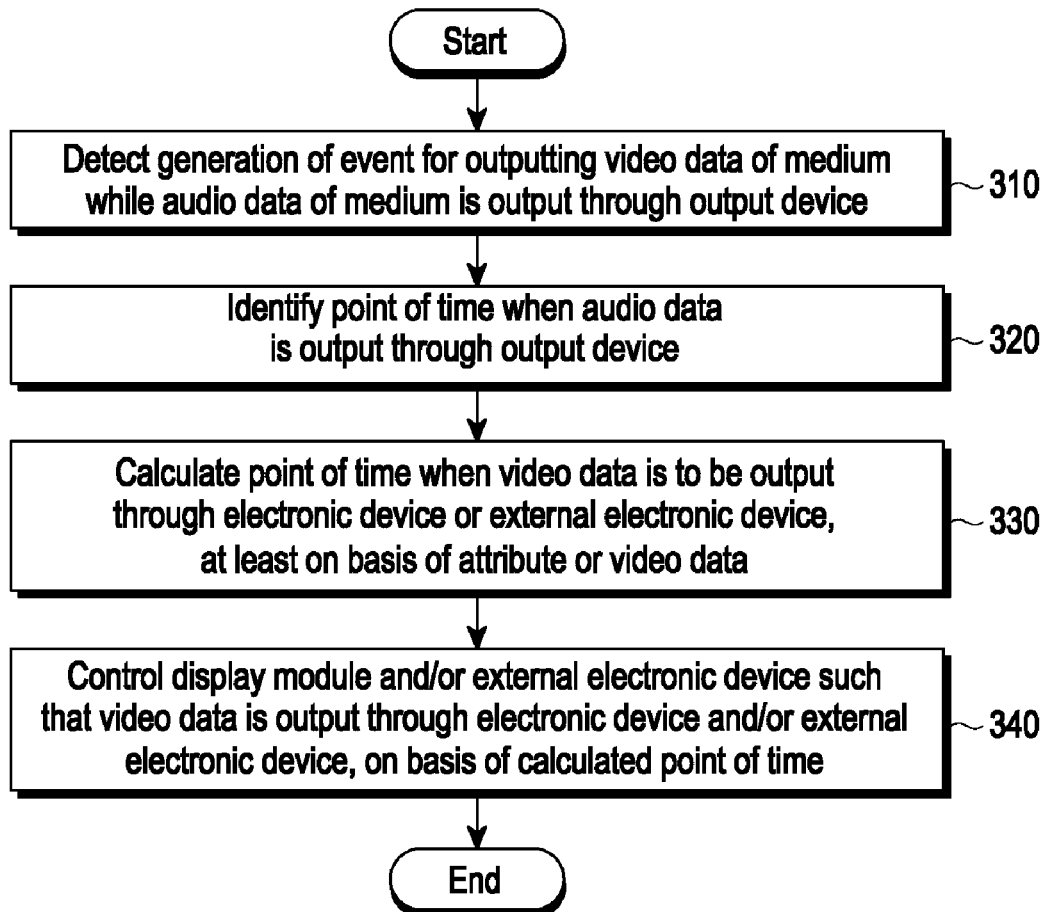 Start
Detect generation of event for outputting video data of medium
while audio data of medium is output through output device
310
Identify point of time when audio data
is output through output device
320
Calculate point of time when video data is to be output
through electronic device or external electronic device,
at least on basis of attribute or video data
330
Control display module and/or external electronic device such
that video data is output through electronic device and/or external
electronic device, on basis of calculated point of time
340
End